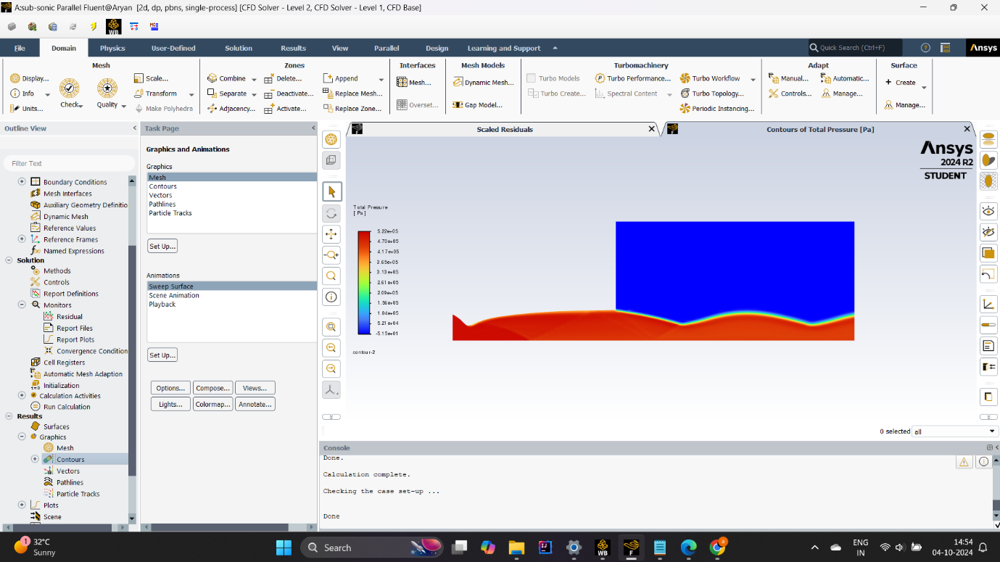 A:sub-sonic Parallel Fluent@Aryan [2d, dp, pbns, single-process] [CFD Solver - Level 2, CFD Solver - Level 1, CFD Base]
WB
File Domain Physics User-Defined Solution Results View Parallel Design Learning and Support Quick Search (Ctrl+F) Ansys
Mesh Zones Interfaces Mesh Models Turbomachinery Adapt Surface
Display... Scale... Combine Delete... Append Mesh... Dynamic Mesh... Turbo Models Turbo Performance... Turbo Workflow Manual... Automatic... Create
Info Transform Separate Deactivate... Replace Mesh... Turbo Create... Spectral Content Turbo Topology... Controls... Manage...
Units... Check Quality Make Polyhedra Adjacency... Activate... Replace Zone... Overset... Gap Model... Periodic Instancing... Manage...
Outline View
Filter Text
Boundary Conditions
Mesh Interfaces
Auxiliary Geometry Definitio
Dynamic Mesh
Reference Values
Reference Frames
Named Expressions
Solution
Methods
Controls
Report Definitions
Monitors
Residual
Report Files
Report Plots
Convergence Condition
Cell Registers
Automatic Mesh Adaption
Initialization
Calculation Activities
Run Calculation
Results
Surfaces
Graphics
Mesh
Contours
Vectors
Pathlines
Particle Tracks
Plots
Scene
Task Page
Graphics and Animations
Graphics
Mesh
Contours
Vectors
Pathlines
Particle Tracks
Set Up...
Animations
Sweep Surface
Scene Animation
Playback
Set Up...
Options... Compose... Views...
Lights... Colormap... Annotate...
Scaled Residuals
Contours of Total Pressure [Pa]
Ansys
2024 R2
STUDENT
Total Pressure
[ Pa ]
5.22e+05
4.70e+05
4.17e+05
3.65e+05
3.13e+05
2.61e+05
2.09e+05
1.56e+05
1.04e+05
5.21e+04
-5.15e+01
contour-2
0 selected all
Console
Done.
Calculation complete.
Checking the case set-up ...
Done
1
32°C
Sunny
Search
WB
F
ENG
IN
14:54
04-10-2024